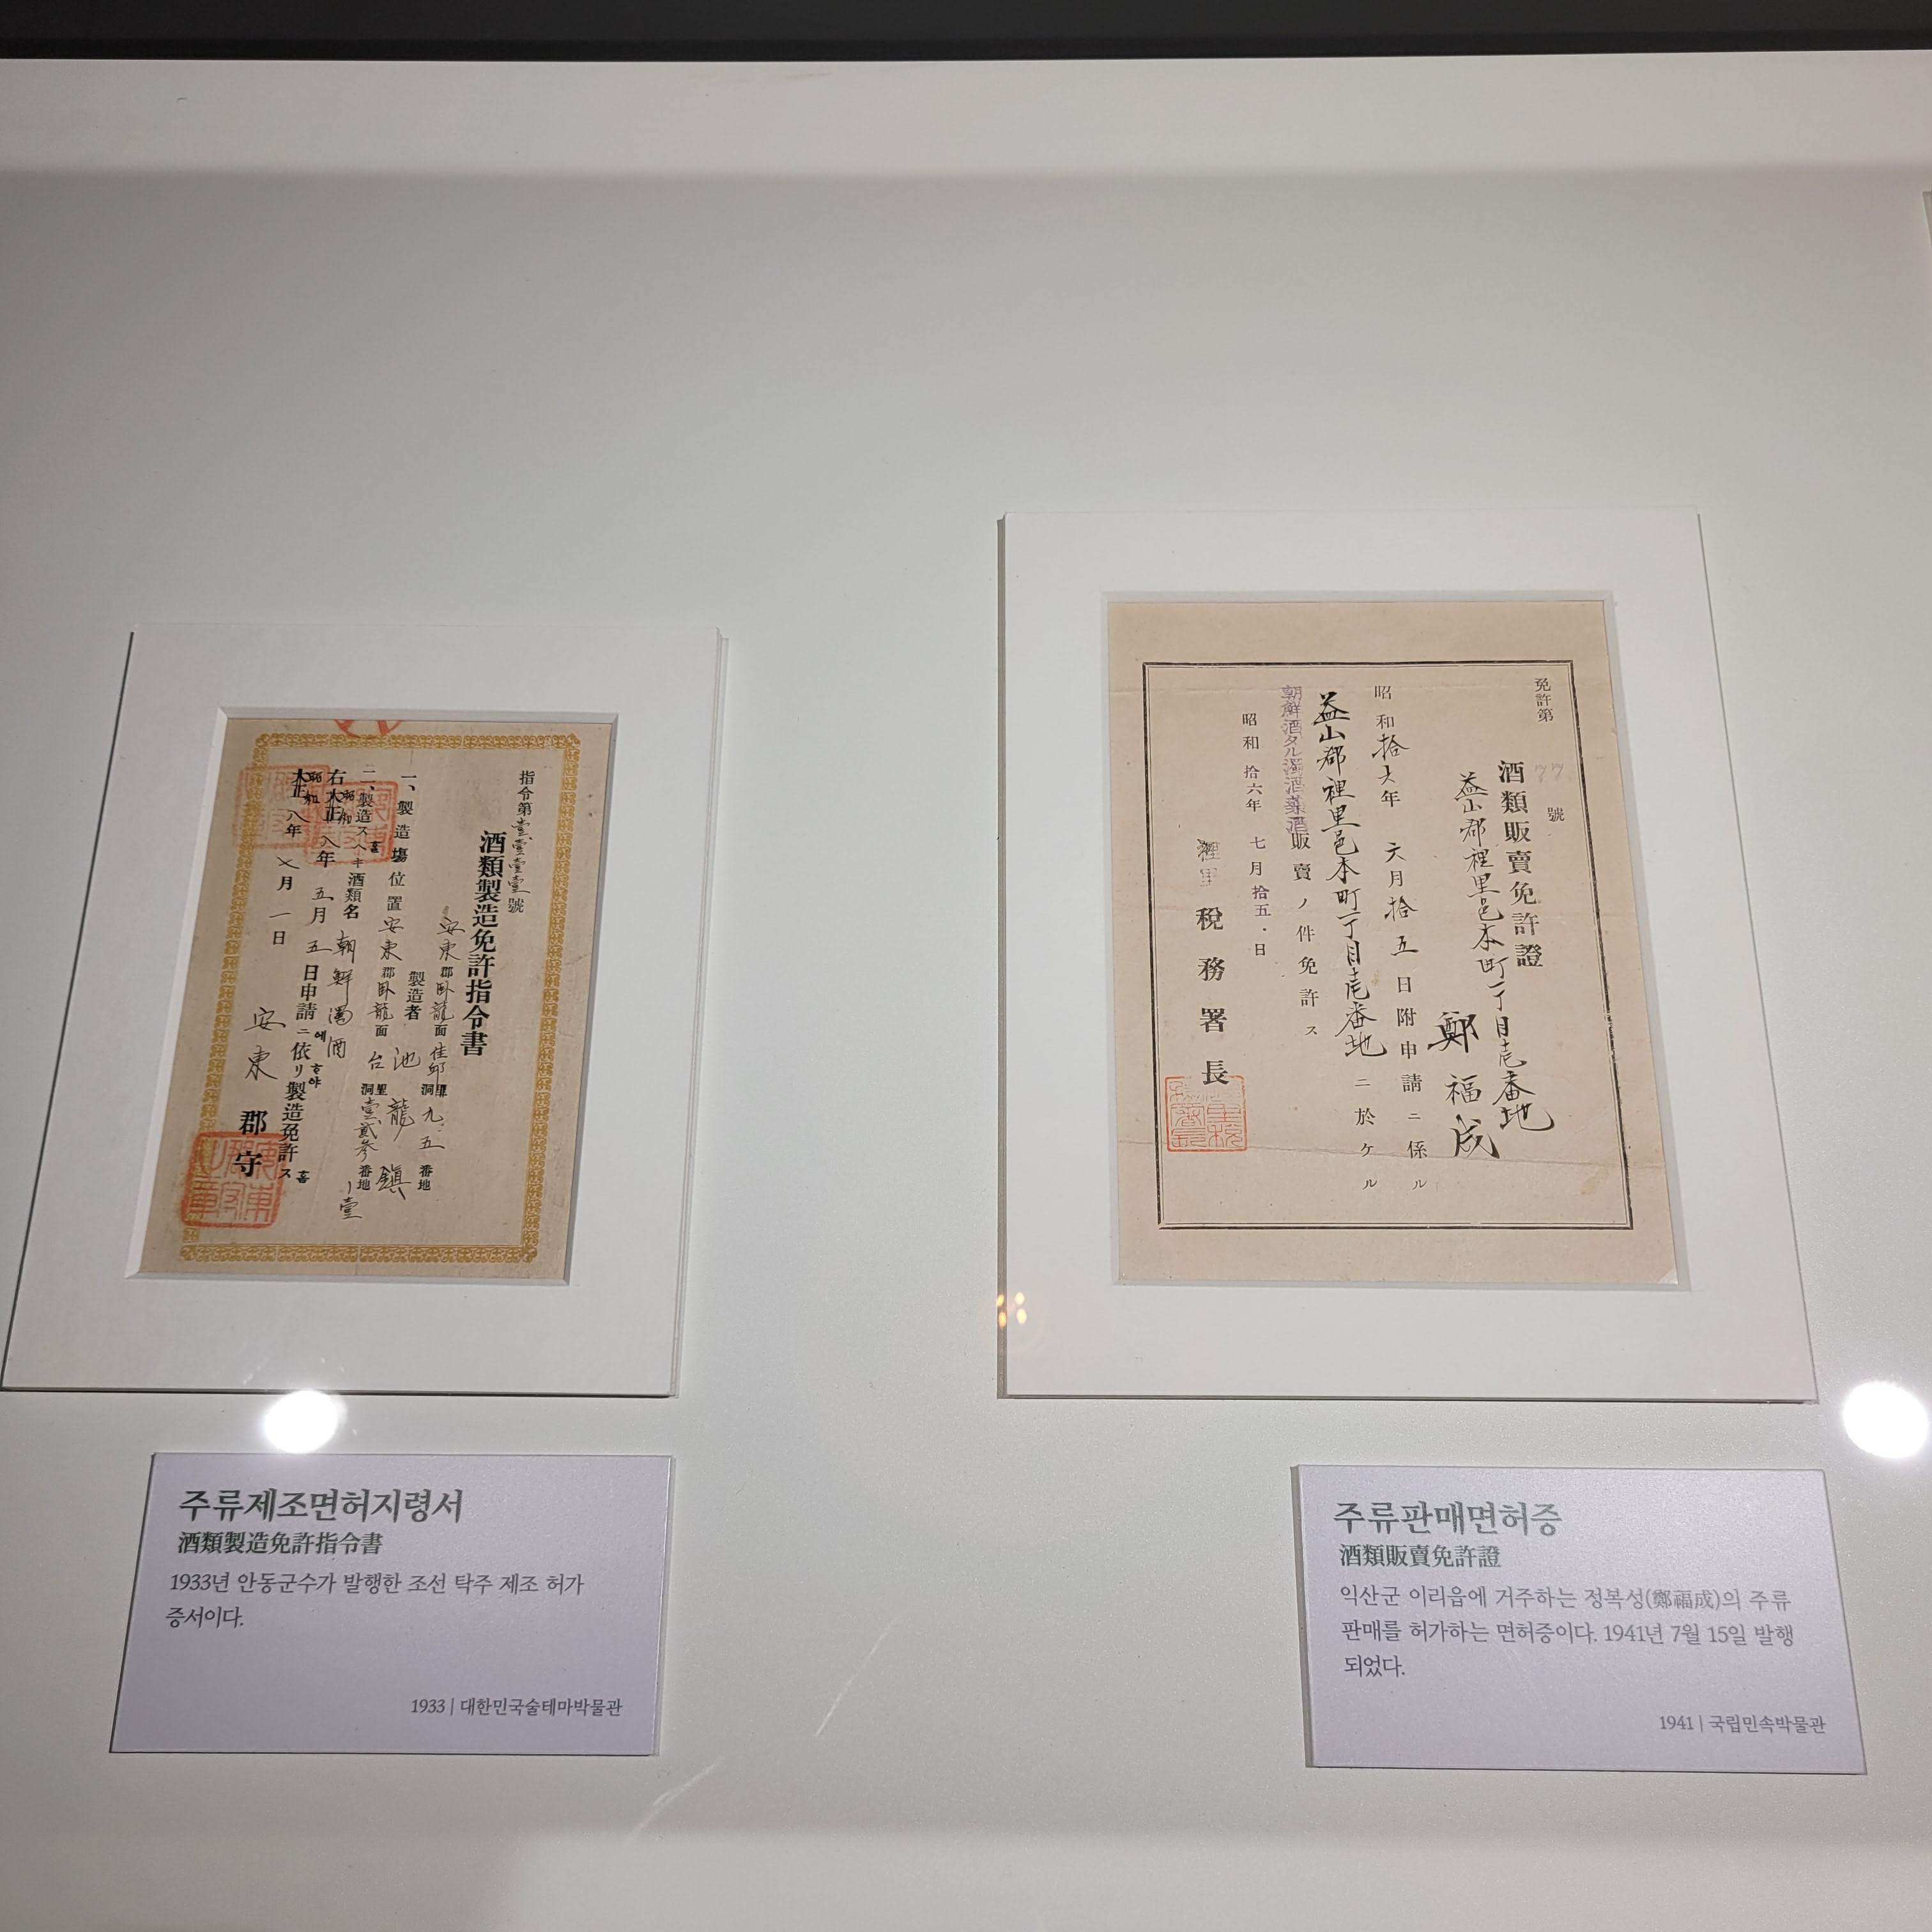 指令第壹壹壹壹號
酒類製造免許指令書
安東郡臥龍面佳邱洞里九五番地
製造者 池龍鎮
一、製造場位置 安東郡臥龍面台洞里壹貳參番地ノ壹
二、製造スヘキ酒類名 朝鮮濁酒
右大正昭和八年五月五日申請ニ依リ製造免許ス
大正昭和八年七月一日
安東郡守
免許第77號
酒類販賣免許證
益山郡裡里邑本町一丁目壱番地
鄭福成
昭和拾六年六月拾五日附申請ニ係ル
益山郡裡里邑本町一丁目壱番地ニ於ケル
朝鮮酒タル濁酒薬酒販賣ノ件免許ス
昭和拾六年七月拾五日
裡里稅務署長
주류제조면허지령서
酒類製造免許指令書
1933년 안동군수가 발행한 조선 탁주 제조 허가
증서이다.
1933 | 대한민국술테마박물관
주류판매면허증
酒類販賣免許證
익산군 이리읍에 거주하는 정복성(鄭福成)의 주류
판매를 허가하는 면허증이다. 1941년 7월 15일 발행
되었다.
1941 | 국립민속박물관